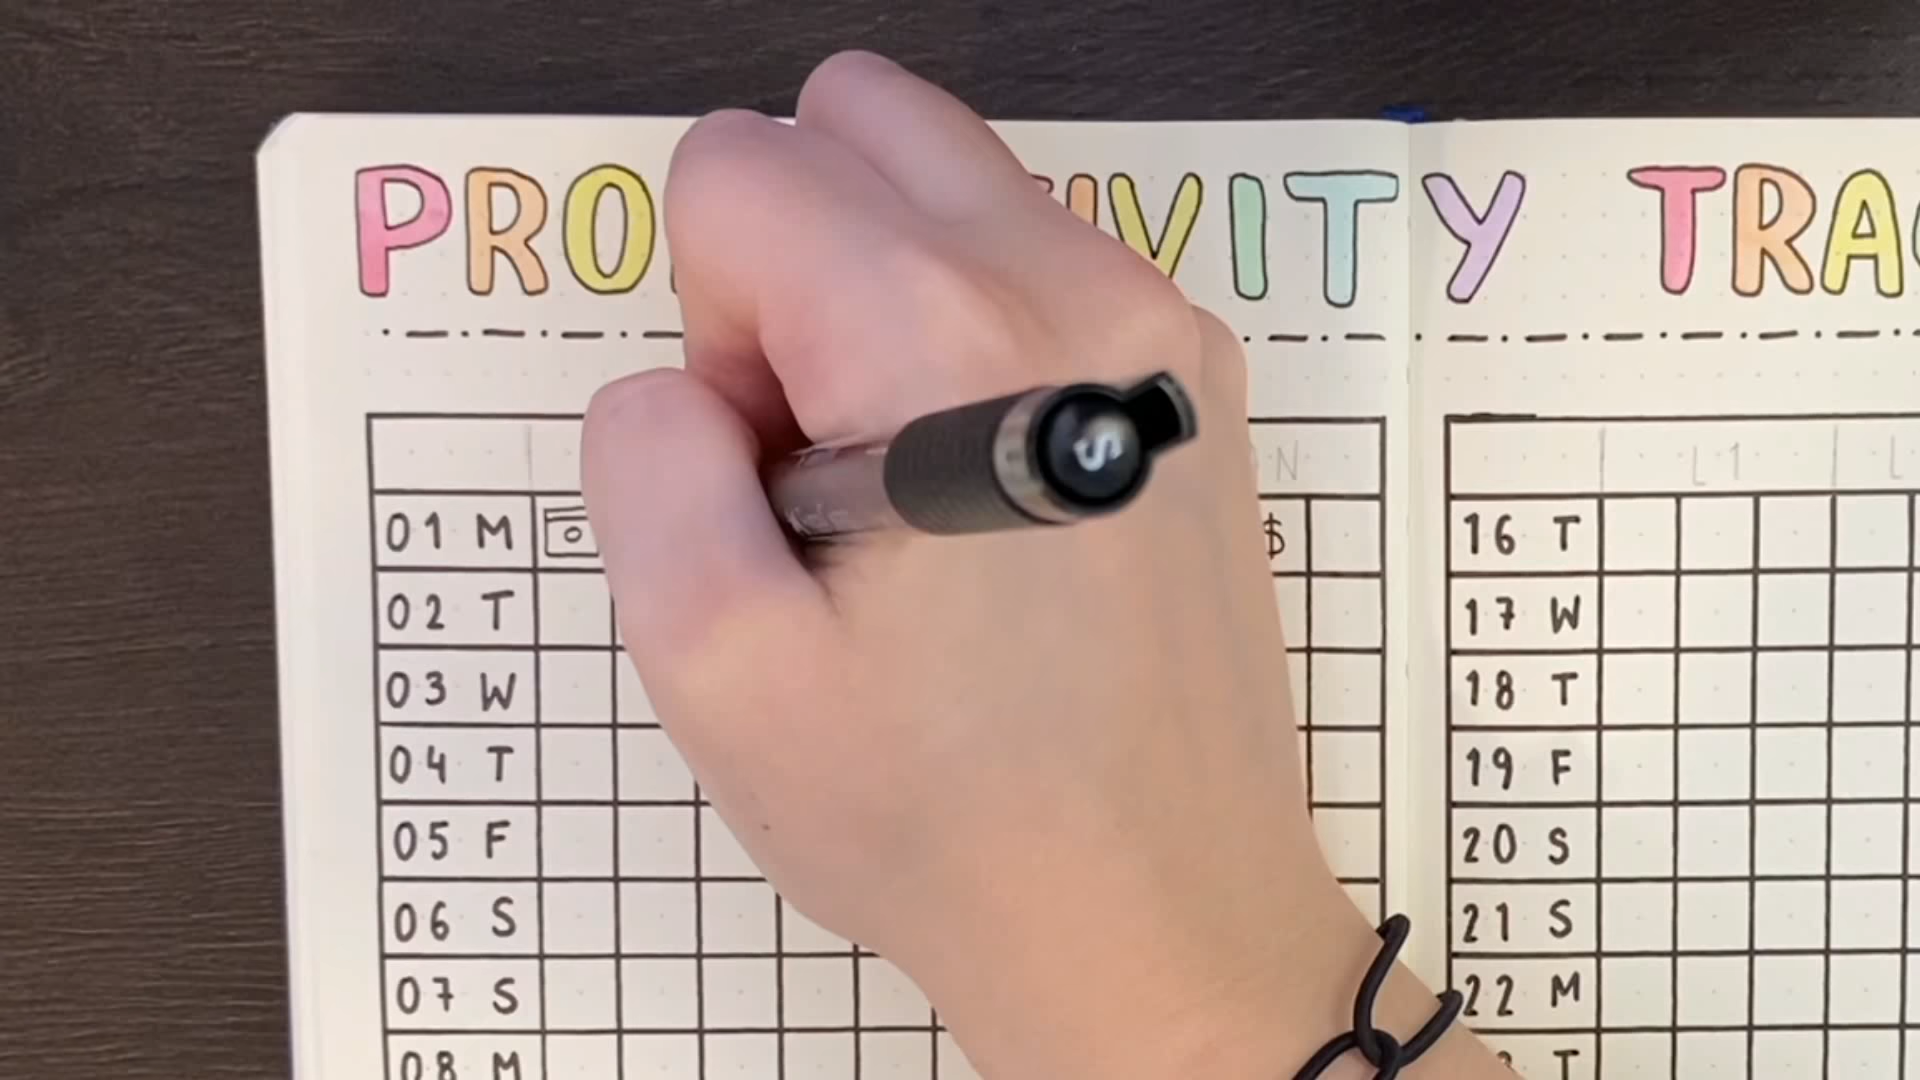 PRO IVITY TRA
N L1 L
01 M $ 16 T
02 T 17 W
03 W 18 T
04 T 19 F
05 F 20 S
06 S 21 S
07 S 22 M
08 M T
S